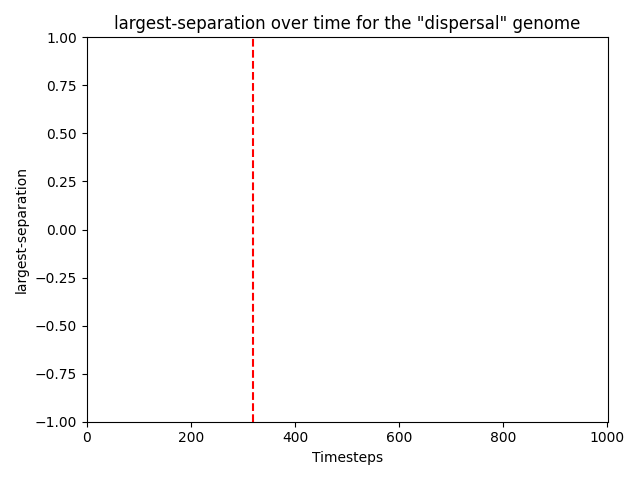 largest-separation over time for the "dispersal" genome
1.00
0.75
0.50
0.25
0.00
−0.25
−0.50
−0.75
−1.00
largest-separation
0 200 400 600 800 1000
Timesteps